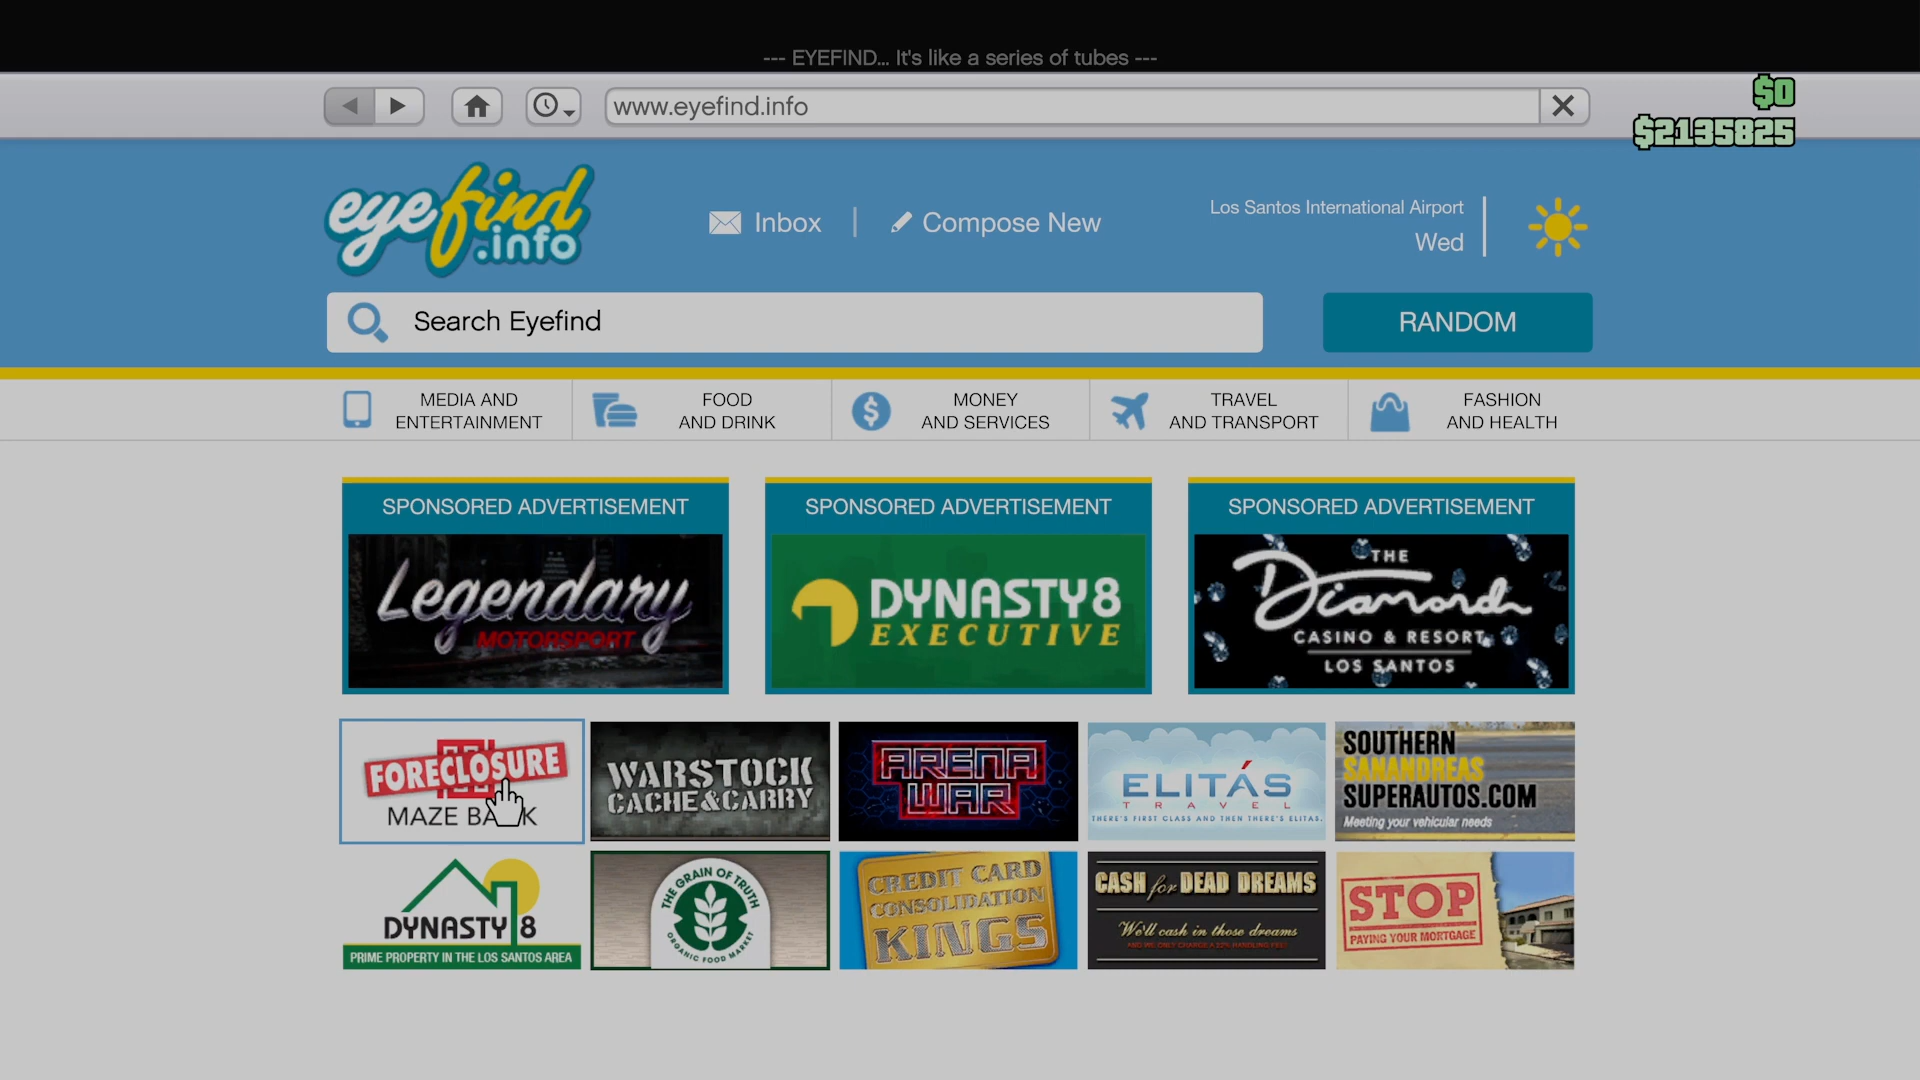 --- EYEFIND... It's like a series of tubes ---
www.eyefind.info
$0
$2135825
eyefind
.info
Inbox
Compose New
Los Santos International Airport
Wed
Search Eyefind
RANDOM
MEDIA AND
ENTERTAINMENT
FOOD
AND DRINK
MONEY
AND SERVICES
TRAVEL
AND TRANSPORT
FASHION
AND HEALTH
SPONSORED ADVERTISEMENT
Legendary
MOTORSPORT
SPONSORED ADVERTISEMENT
DYNASTY 8
EXECUTIVE
SPONSORED ADVERTISEMENT
THE
Diamond
CASINO & RESORT
LOS SANTOS
FORECLOSURE
MAZE BANK
WARSTOCK
CACHE&CARRY
ARENA
WAR
ELITÁS
TRAVEL
THERE'S FIRST CLASS AND THEN THERE'S ELITAS.
SOUTHERN
SANANDREAS
SUPERAUTOS.COM
Meeting your vehicular needs
DYNASTY 8
PRIME PROPERTY IN THE LOS SANTOS AREA
THE GRAIN OF TRUTH
ORGANIC FOOD MARKET
CREDIT CARD
CONSOLIDATION
KINGS
CASH for DEAD DREAMS
We'll cash in those dreams
AND WE ONLY CHARGE A 22% HANDLING FEE!
STOP
PAYING YOUR MORTGAGE